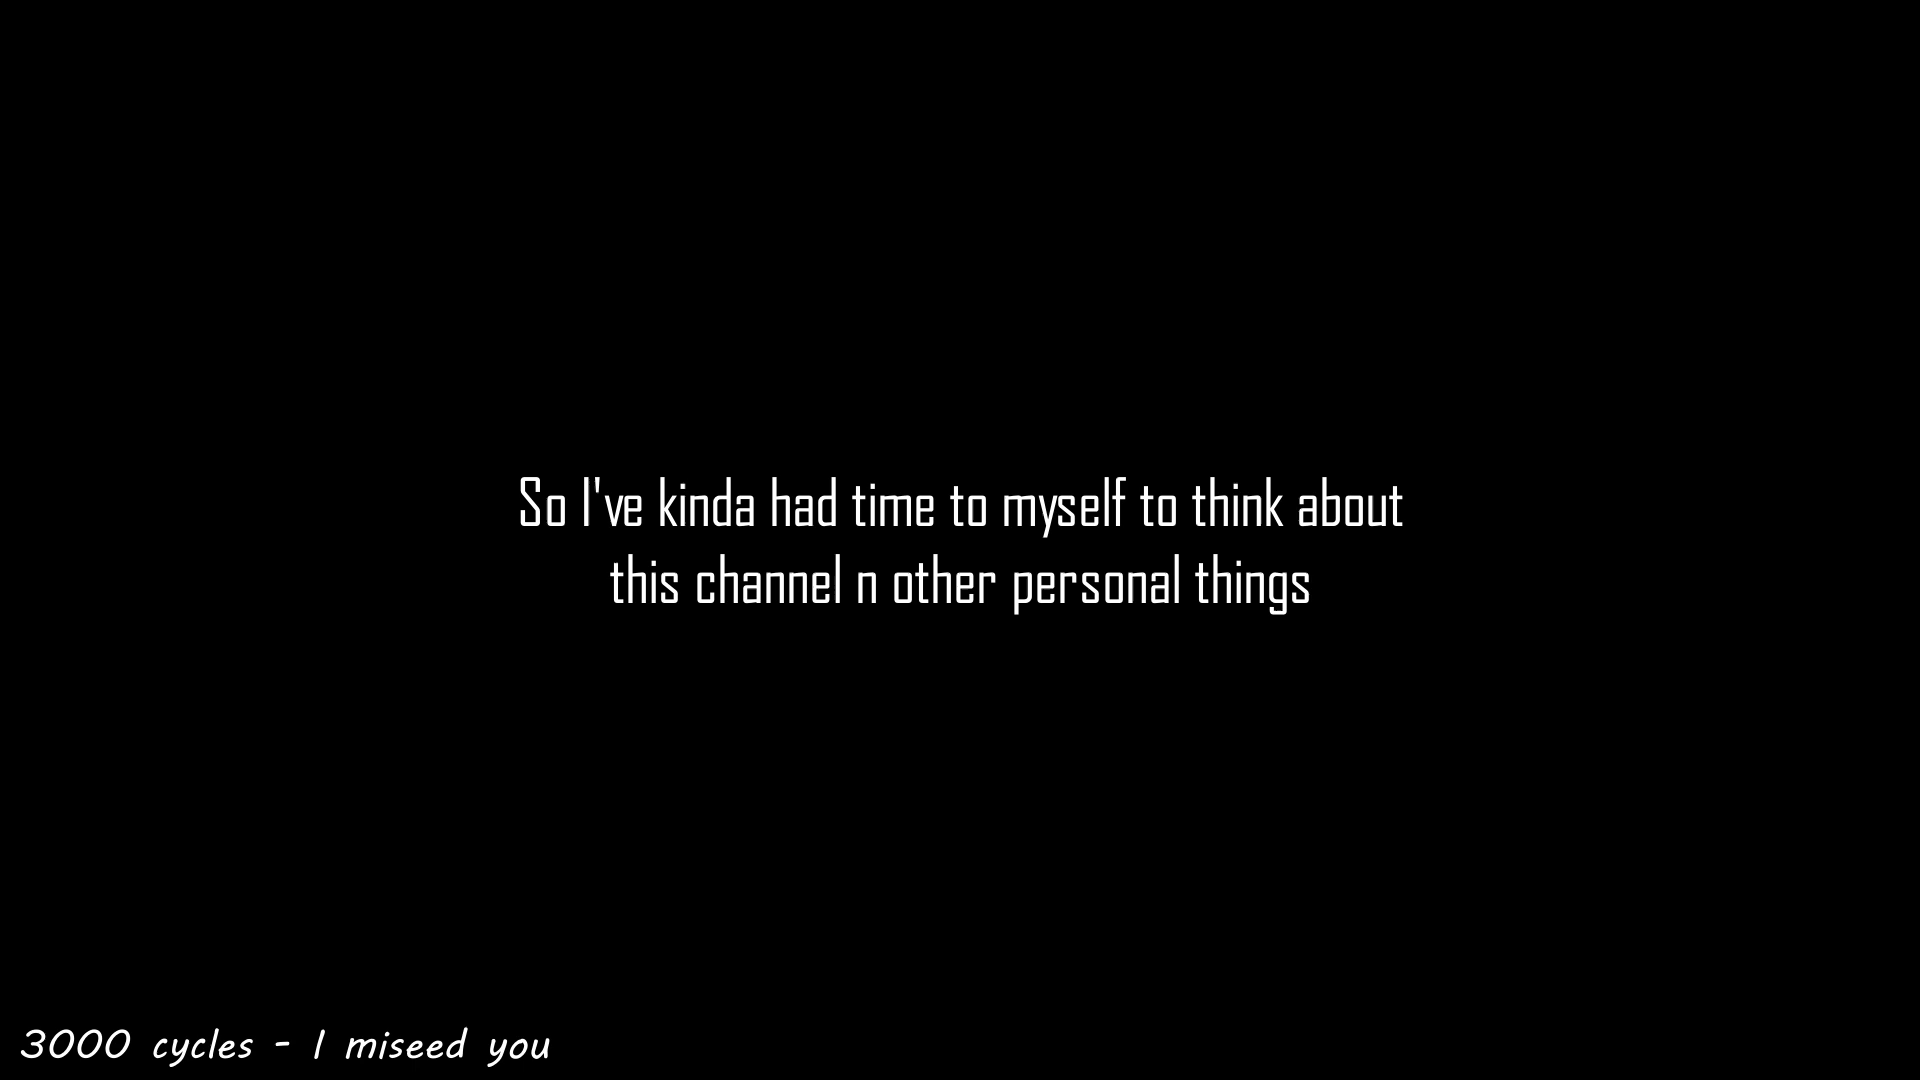 So I've kinda had time to myself to think about
this channel n other personal things
3000 cycles - I miseed you